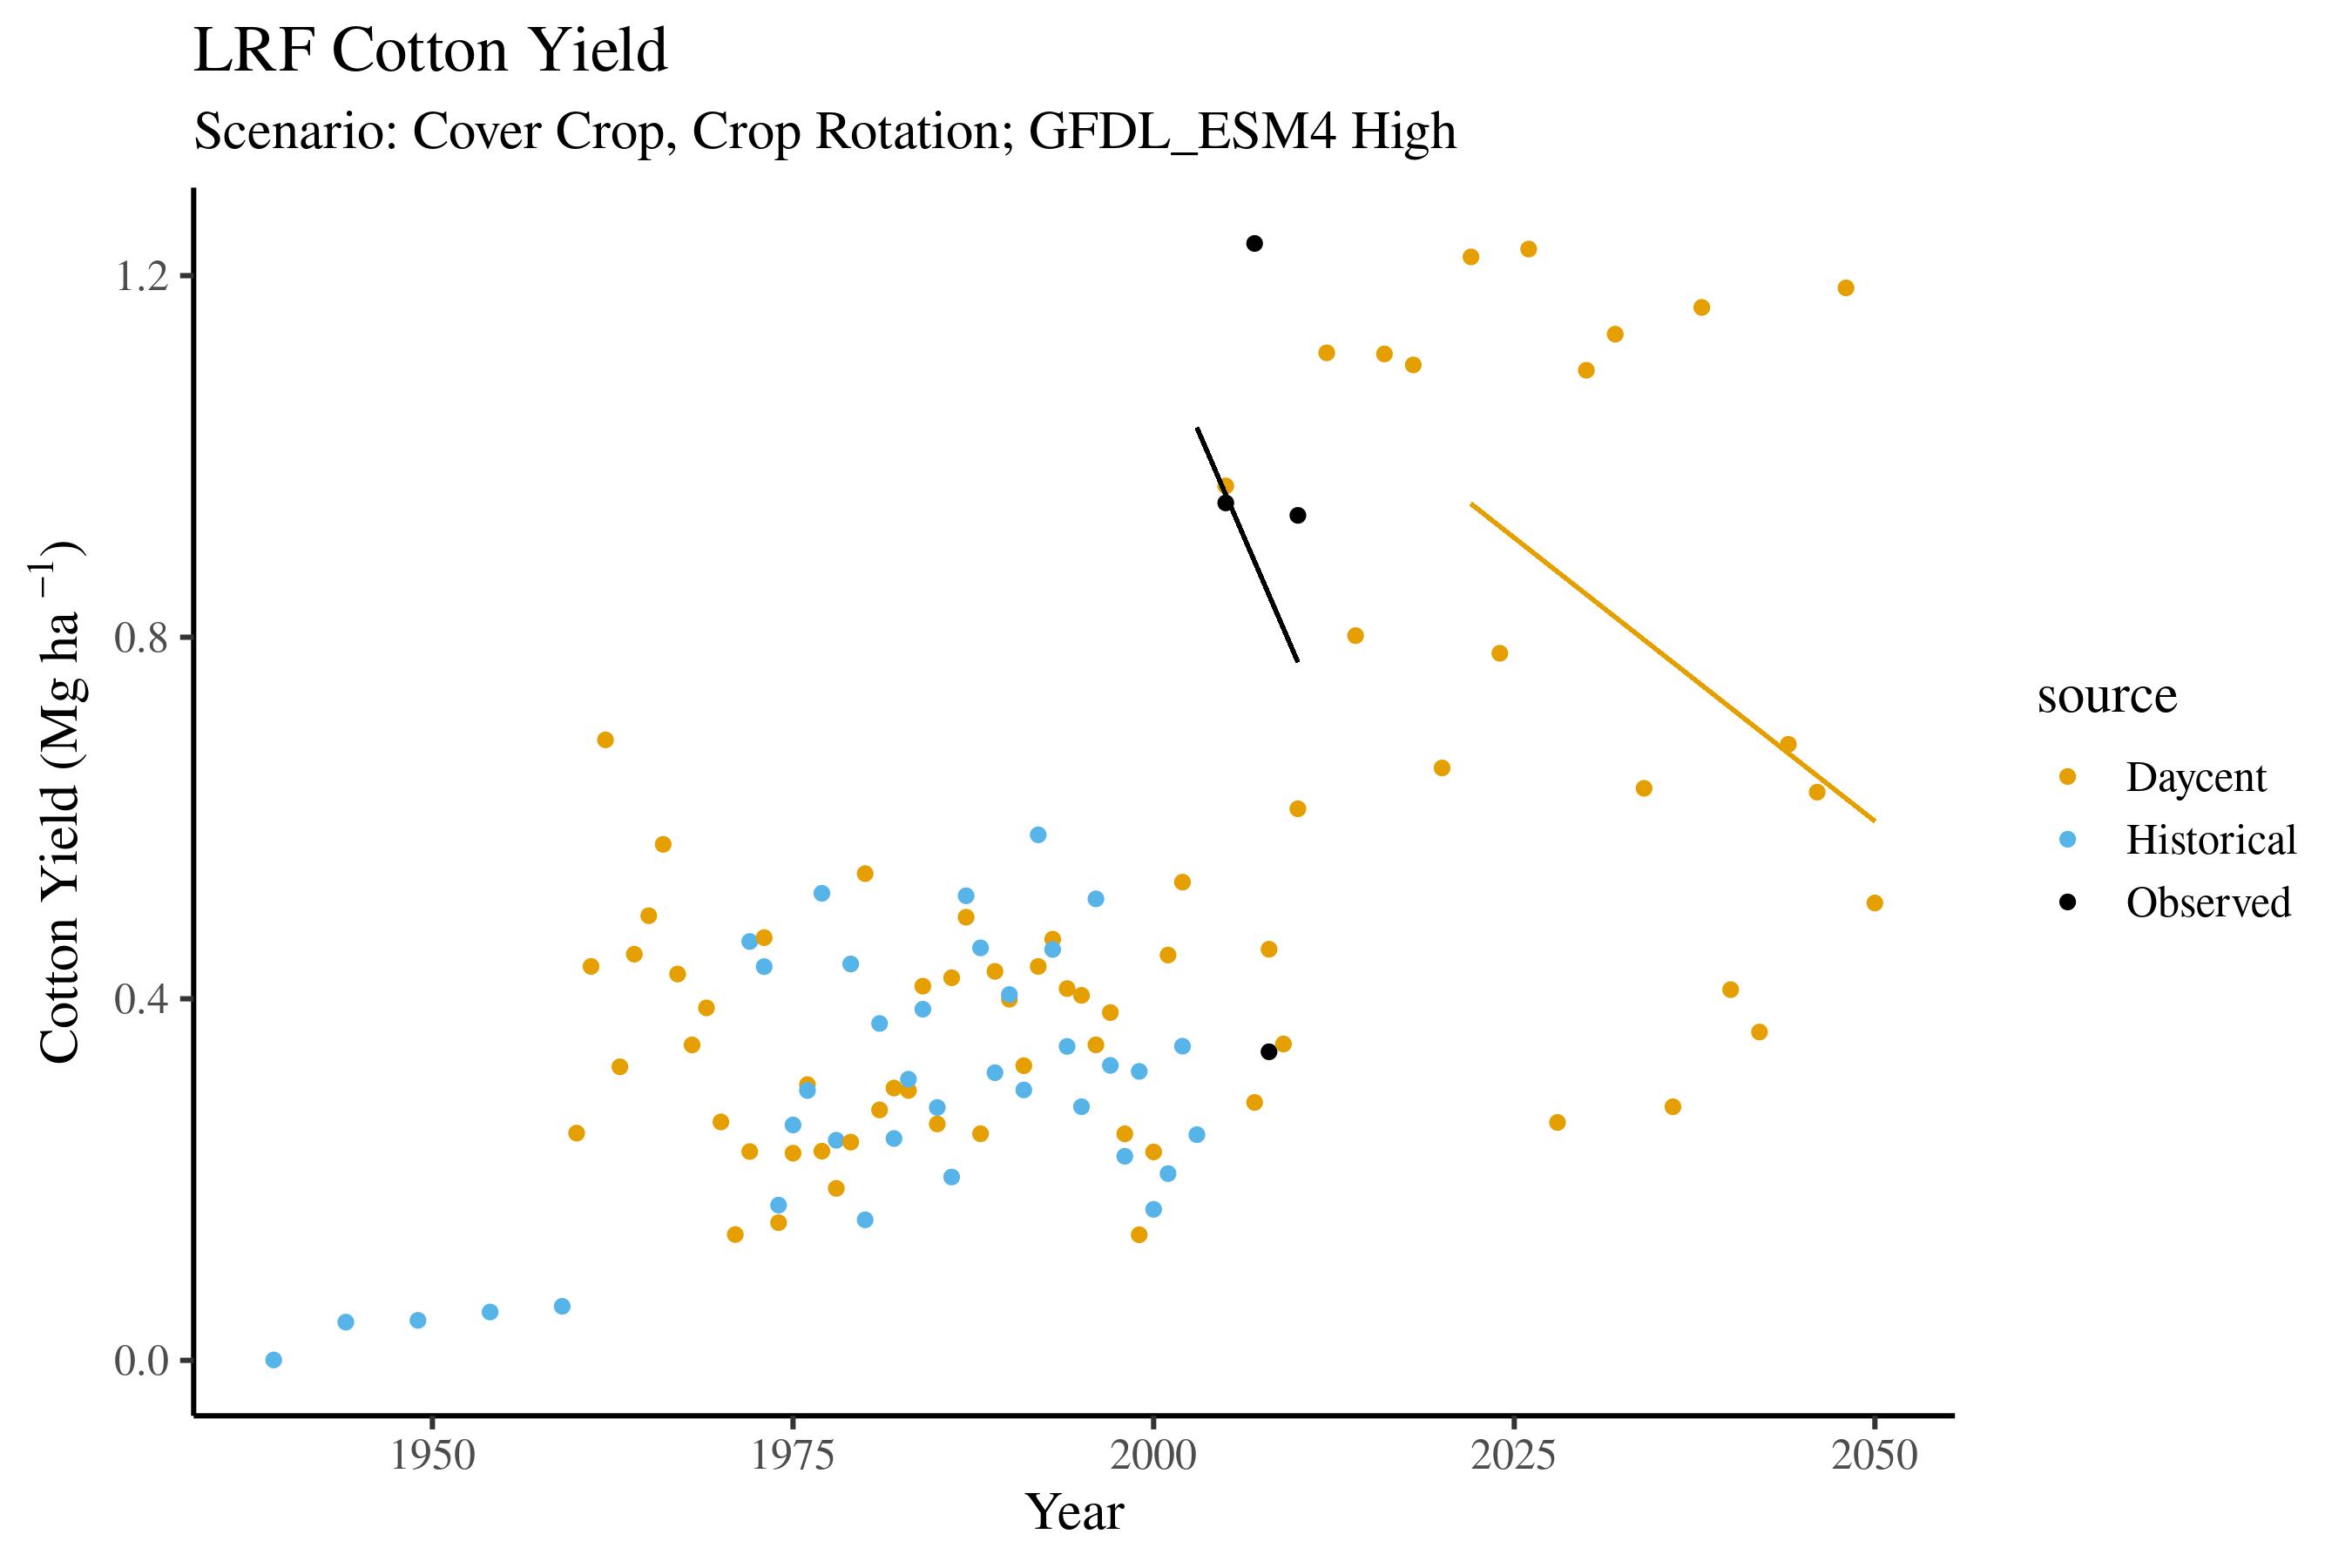 LRF Cotton Yield
Scenario: Cover Crop, Crop Rotation; GFDL_ESM4 High
Cotton Yield (Mg ha⁻¹)
1.2
0.8
0.4
0.0
1950 1975 2000 2025 2050
Year
source
Daycent
Historical
Observed